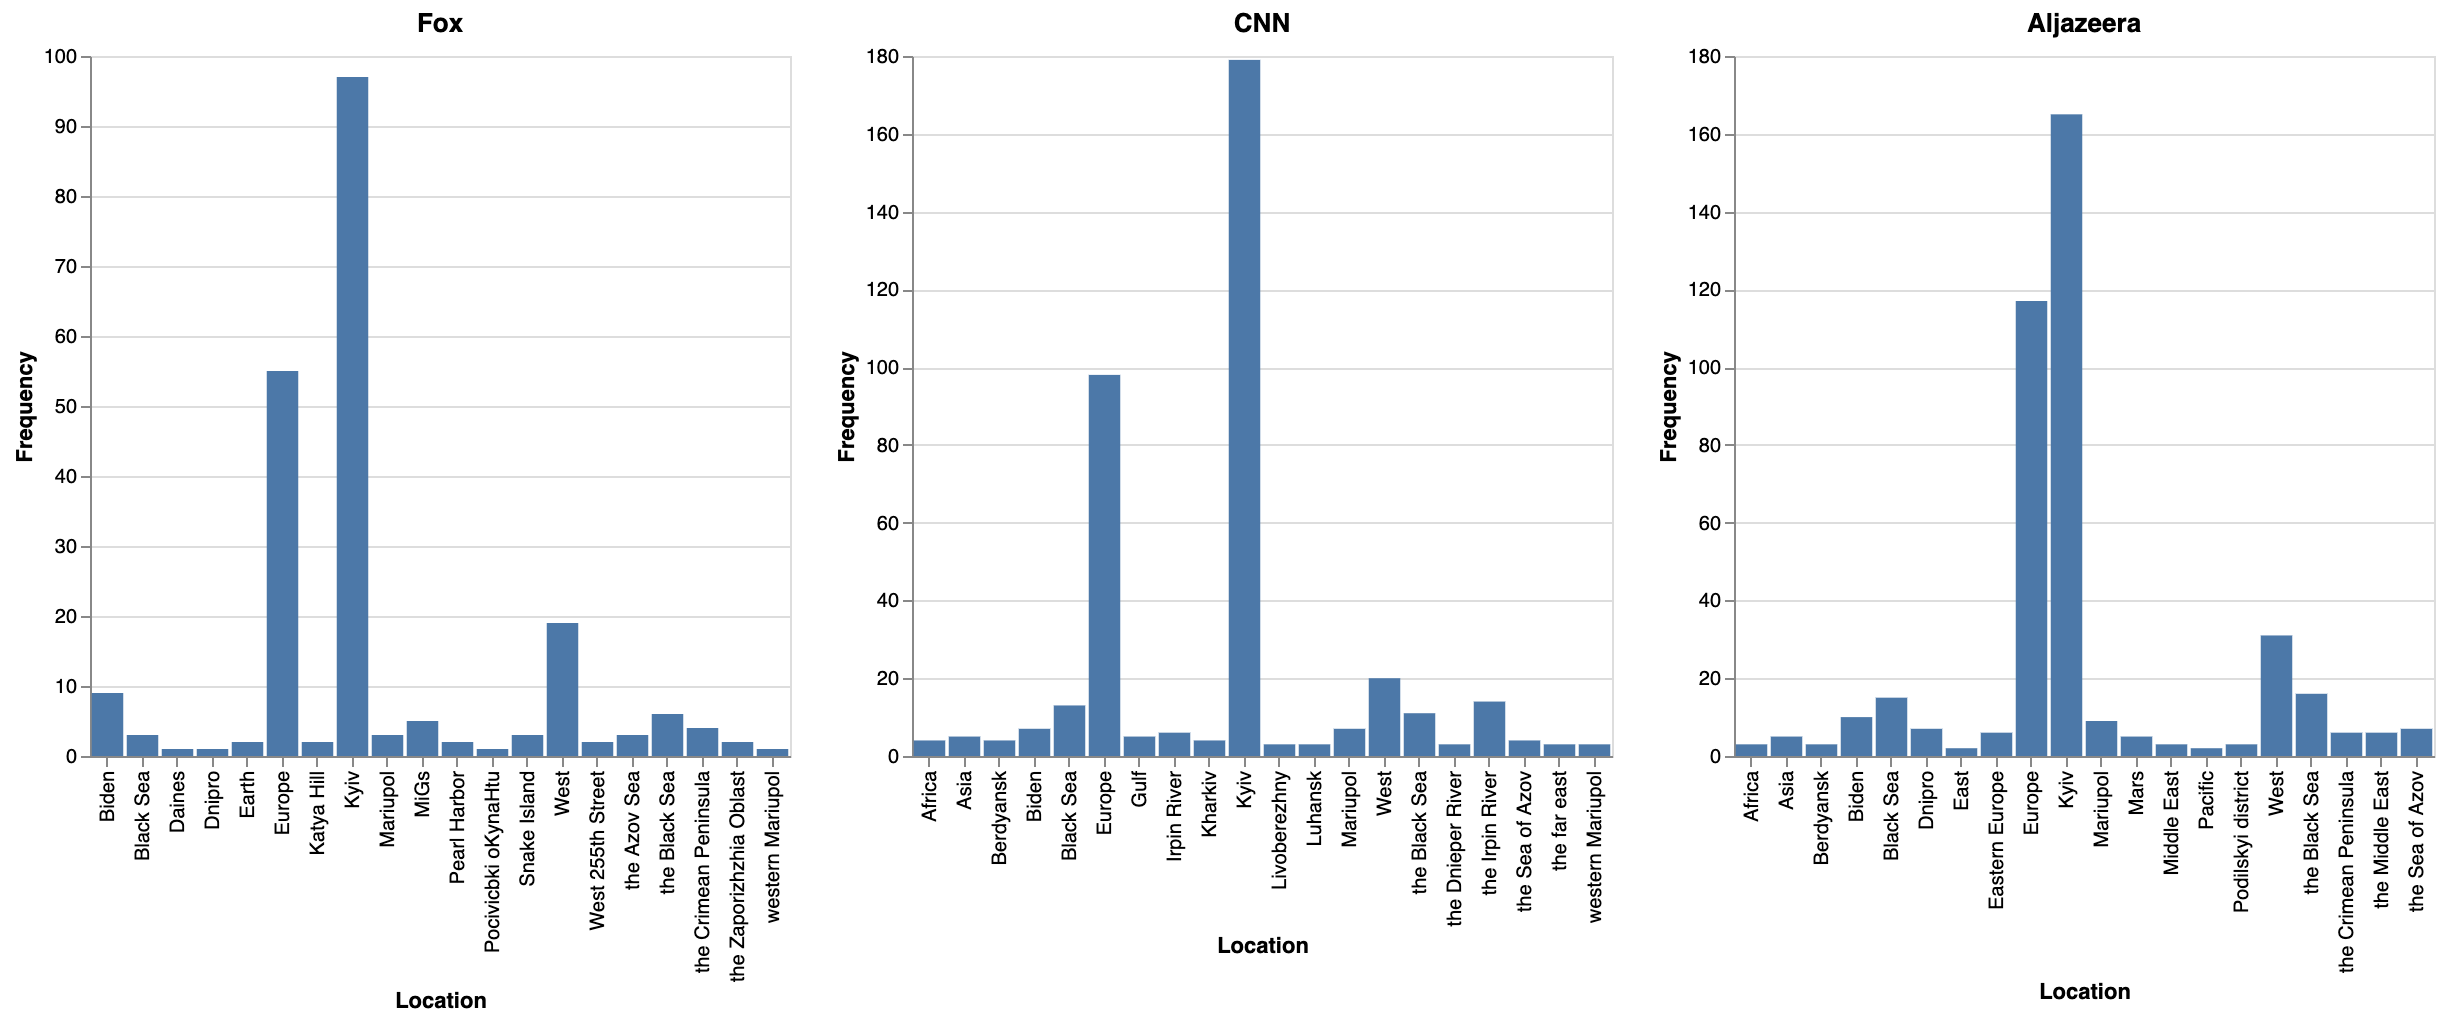 Fox
100
90
80
70
60
50
40
30
20
10
0
Frequency
Biden
Black Sea
Daines
Dnipro
Earth
Europe
Katya Hill
Kyiv
Mariupol
MiGs
Pearl Harbor
Pocivicbki oKynaHtu
Snake Island
West
West 255th Street
the Azov Sea
the Black Sea
the Crimean Peninsula
the Zaporizhzhia Oblast
western Mariupol
Location
CNN
180
160
140
120
100
80
60
40
20
0
Frequency
Africa
Asia
Berdyansk
Biden
Black Sea
Europe
Gulf
Irpin River
Kharkiv
Kyiv
Livoberezhny
Luhansk
Mariupol
West
the Black Sea
the Dnieper River
the Irpin River
the Sea of Azov
the far east
western Mariupol
Location
Aljazeera
180
160
140
120
100
80
60
40
20
0
Frequency
Africa
Asia
Berdyansk
Biden
Black Sea
Dnipro
East
Eastern Europe
Europe
Kyiv
Mariupol
Mars
Middle East
Pacific
Podilskyi district
West
the Black Sea
the Crimean Peninsula
the Middle East
the Sea of Azov
Location